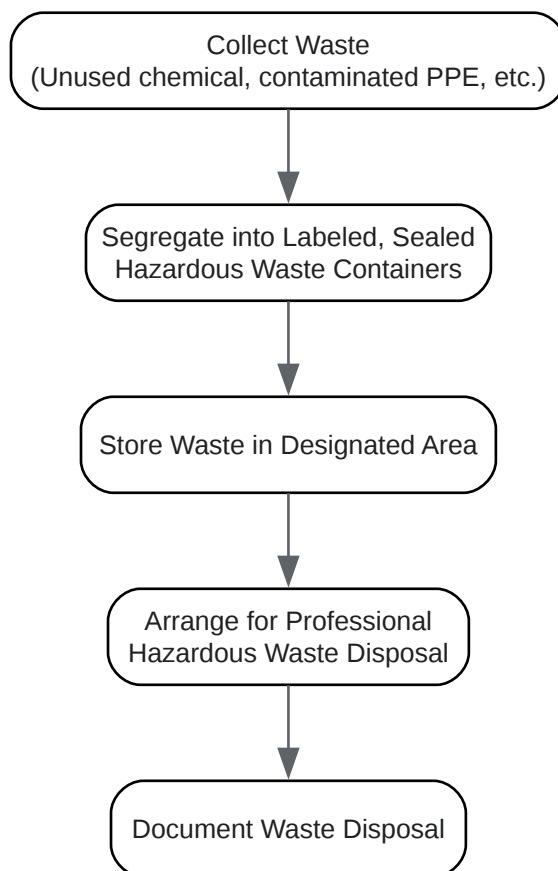 Collect Waste
(Unused chemical, contaminated PPE, etc.)
Segregate into Labeled, Sealed
Hazardous Waste Containers
Store Waste in Designated Area
Arrange for Professional
Hazardous Waste Disposal
Document Waste Disposal